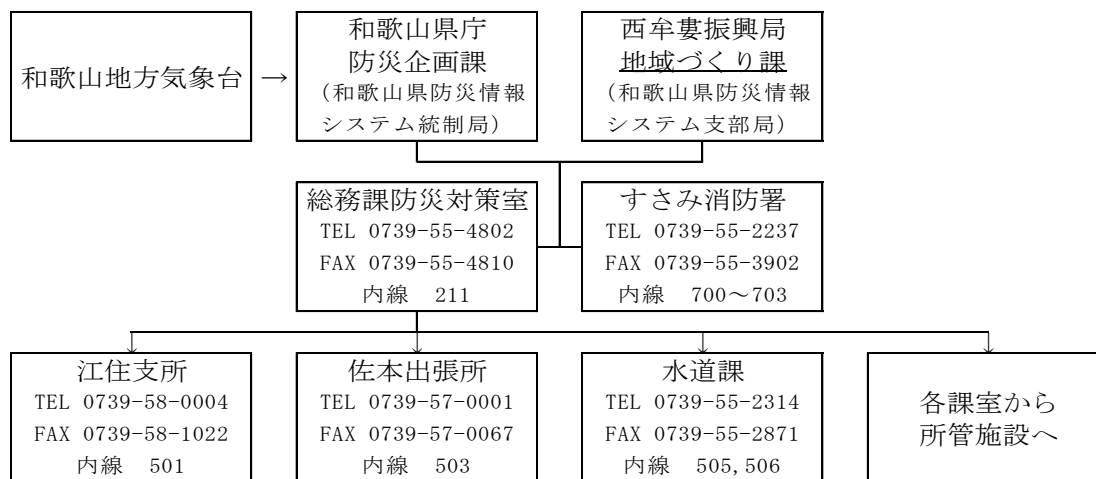 和歌山地方気象台
→
和歌山県庁
防災企画課
(和歌山県防災情報
システム統制局)
西牟婁振興局
地域づくり課
(和歌山県防災情報
システム支部局)
総務課防災対策室
TEL 0739-55-4802
FAX 0739-55-4810
内線 211
すさみ消防署
TEL 0739-55-2237
FAX 0739-55-3902
内線 700～703
江住支所
TEL 0739-58-0004
FAX 0739-58-1022
内線 501
佐本出張所
TEL 0739-57-0001
FAX 0739-57-0067
内線 503
水道課
TEL 0739-55-2314
FAX 0739-55-2871
内線 505,506
各課室から
所管施設へ